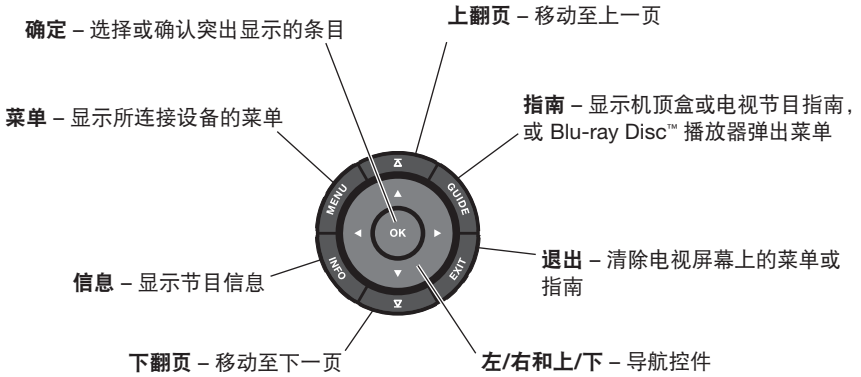 确定 – 选择或确认突出显示的条目
上翻页 – 移动至上一页
菜单 – 显示所连接设备的菜单
指南 – 显示机顶盒或电视节目指南，
或 Blu-ray Disc™ 播放器弹出菜单
MENU
GUIDE
OK
INFO
EXIT
信息 – 显示节目信息
退出 – 清除电视屏幕上的菜单或
指南
下翻页 – 移动至下一页
左/右和上/下 – 导航控件